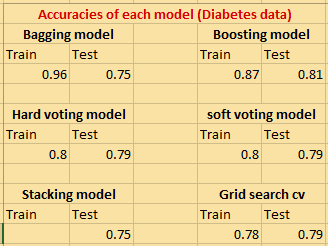 Accuracies of each model (Diabetes data)
Bagging model Boosting model
Train Test Train Test
0.96 0.75 0.87 0.81
Hard voting model soft voting model
Train Test Train Test
0.8 0.79 0.8 0.79
Stacking model Grid search cv
Train Test Train Test
0.75 0.78 0.79